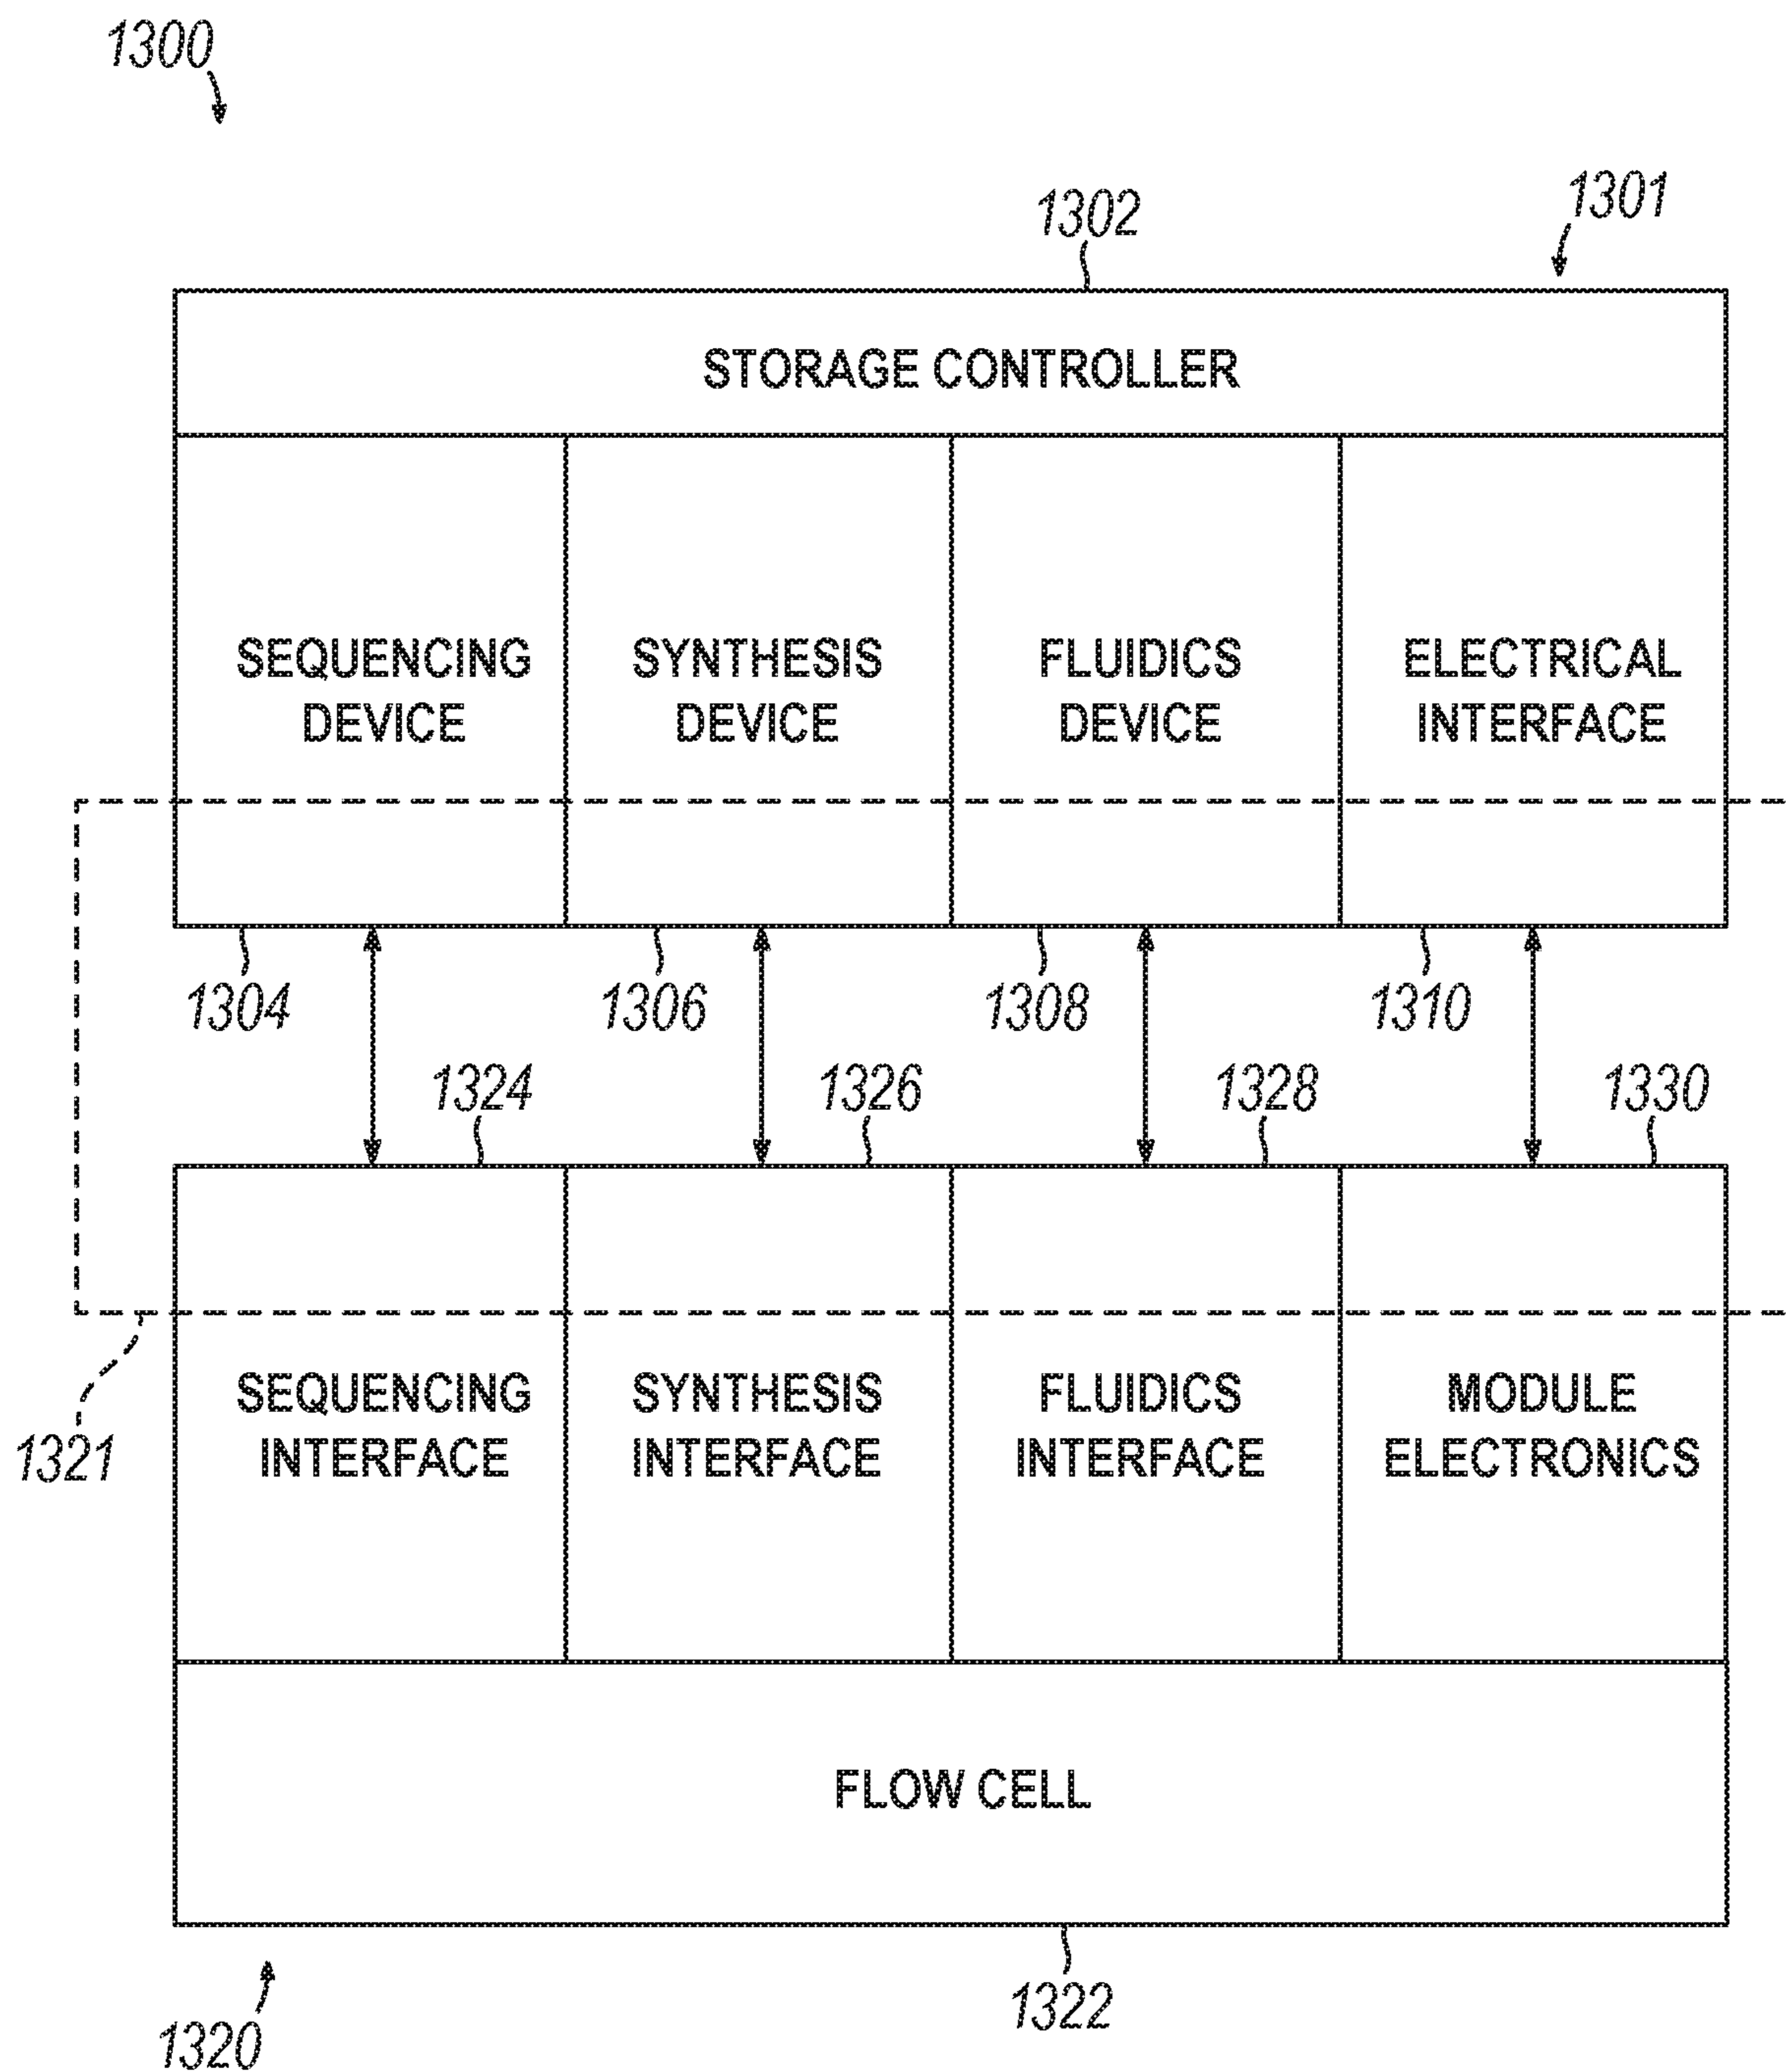 1300
1301
1302
STORAGE CONTROLLER
SEQUENCING
DEVICE
SYNTHESIS
DEVICE
FLUIDICS
DEVICE
ELECTRICAL
INTERFACE
1304
1306
1308
1310
1324
1326
1328
1330
SEQUENCING
INTERFACE
SYNTHESIS
INTERFACE
FLUIDICS
INTERFACE
MODULE
ELECTRONICS
1321
FLOW CELL
1322
1320